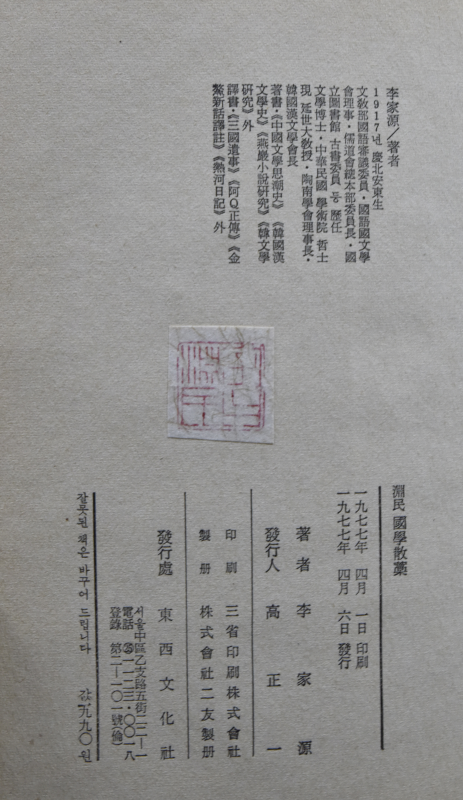 李家源／著者
1917년 慶北安東生
文敎部國語審議委員・國語國文學
會理事・儒道會總本部委員長・國
立圖書館 古書委員 등 歷任
文學博士・中華民國 學術院 哲士
現 延世大敎授・陶南學會理事長・
韓國漢文學會長
著書・《中國文學思潮史》《韓國漢
文學史》《燕巖小說硏究》《韓文學
硏究》外
譯書・《三國遺事》《阿Q正傳》《金
鰲新話譯註》《熱河日記》外
淵民 國學散藁
一九七七年 四月 一日 印刷
一九七七年 四月 六日 發行
著者 李家源
發行人 高正一
印刷 三省印刷株式會社
製册 株式會社二友製册
發行處 東西文化社
서울中區乙支路五街二二―一
電話 一一二三・〇〇一八
登錄 第二―一〇一號(倫)
잘못된 책은 바꾸어 드립니다
값 九九〇원